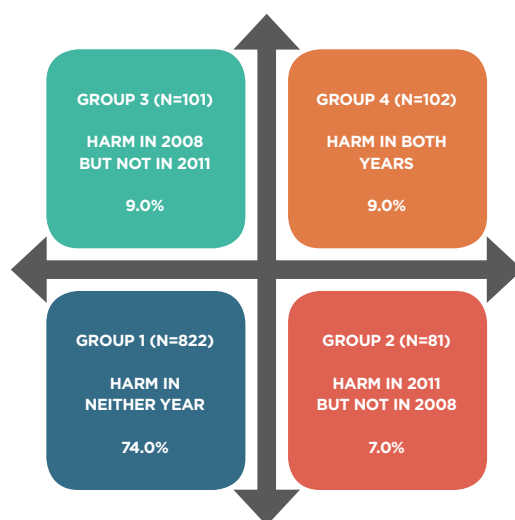 GROUP 3 (N=101)
HARM IN 2008
BUT NOT IN 2011
9.0%
GROUP 4 (N=102)
HARM IN BOTH
YEARS
9.0%
GROUP 1 (N=822)
HARM IN
NEITHER YEAR
74.0%
GROUP 2 (N=81)
HARM IN 2011
BUT NOT IN 2008
7.0%